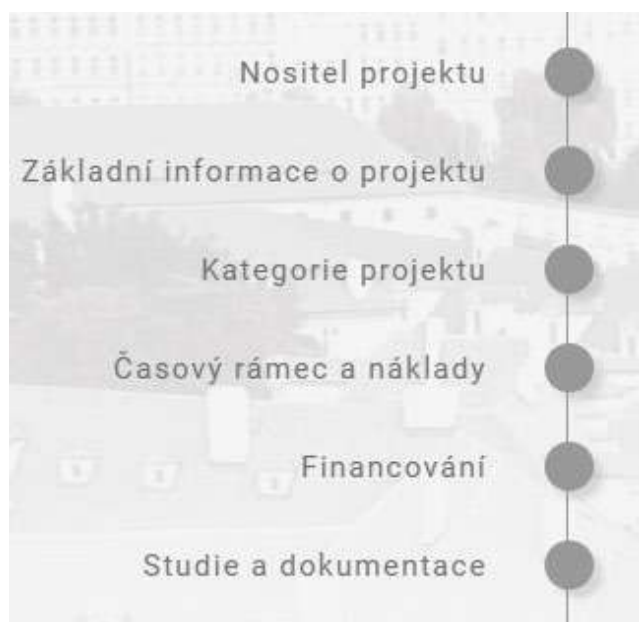 Nositel projektu
Základní informace o projektu
Kategorie projektu
Časový rámec a náklady
Financování
Studie a dokumentace